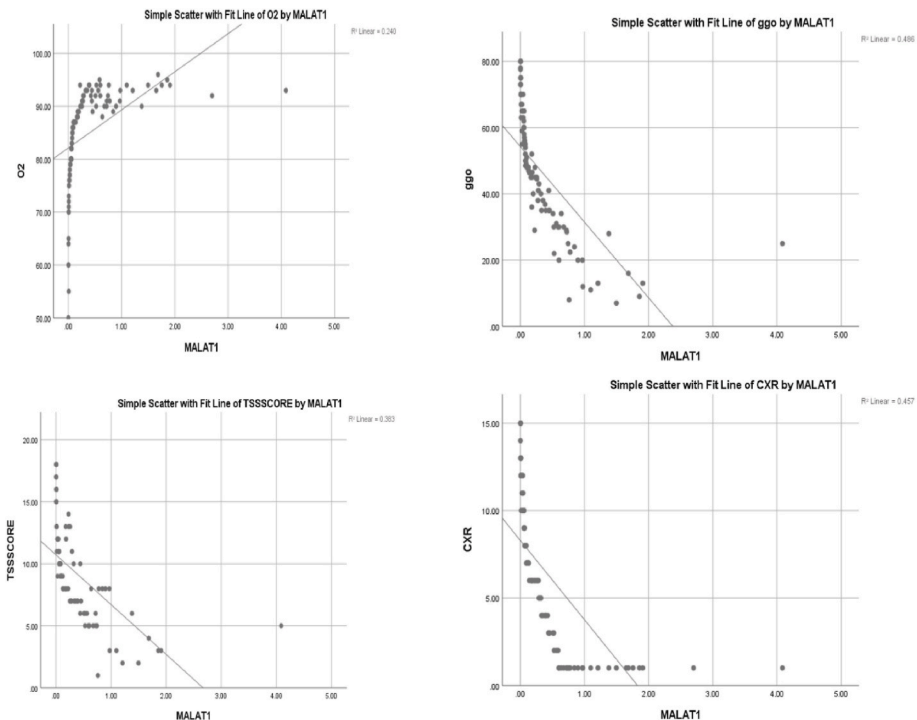 Simple Scatter with Fit Line of O2 by MALAT1
R² Linear = 0.240
100.00
90.00
80.00
70.00
60.00
50.00
O2
.00 1.00 2.00 3.00 4.00 5.00
MALAT1
Simple Scatter with Fit Line of ggo by MALAT1
R² Linear = 0.486
80.00
60.00
40.00
20.00
.00
ggo
.00 1.00 2.00 3.00 4.00 5.00
MALAT1
Simple Scatter with Fit Line of TSSSCORE by MALAT1
R² Linear = 0.383
20.00
15.00
10.00
5.00
.00
TSSSCORE
.00 1.00 2.00 3.00 4.00 5.00
MALAT1
Simple Scatter with Fit Line of CXR by MALAT1
R² Linear = 0.457
15.00
10.00
5.00
.00
CXR
.00 1.00 2.00 3.00 4.00 5.00
MALAT1